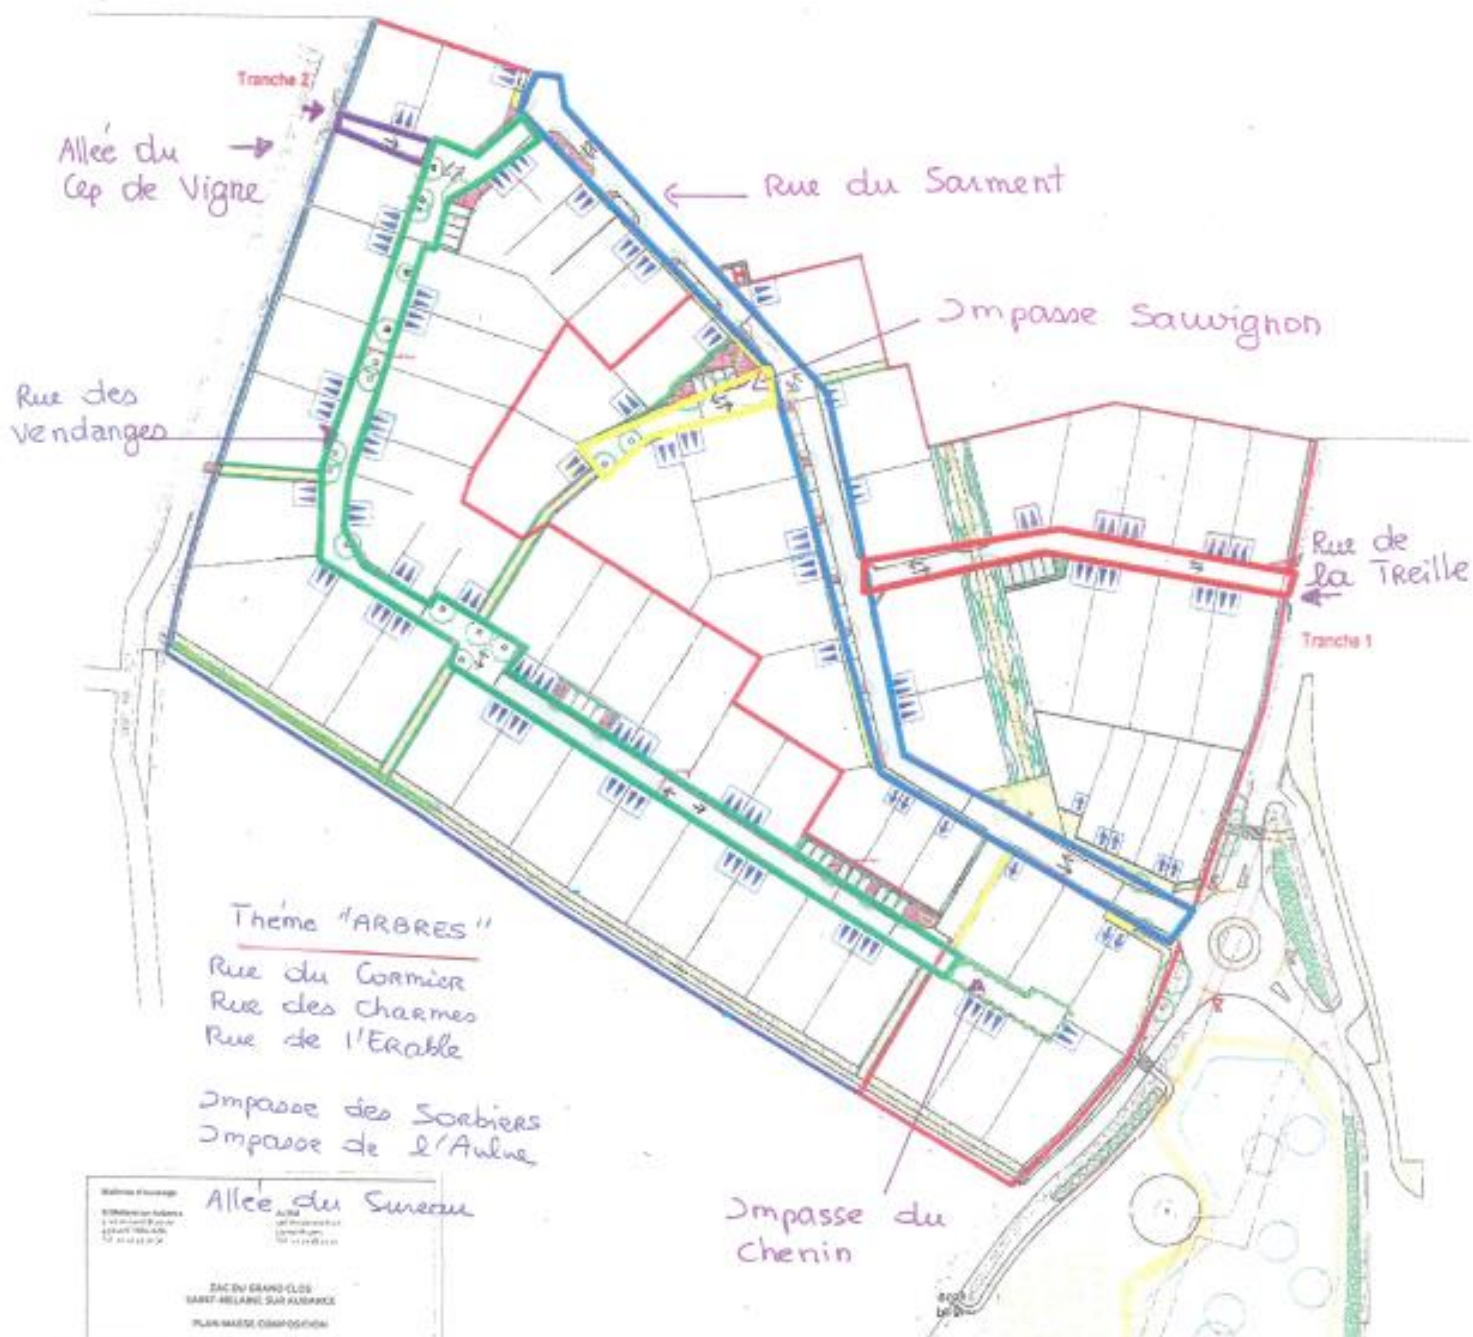 Tranche 2
Allée du
Cep de Vigne
Rue du Sarment
Impasse Sauvignon
Rue des
Vendanges
Rue de
la Treille
Tranche 1
Thème "ARBRES"
Rue du Cormier
Rue des Charmes
Rue de l'Erable
Impasse des Sorbiers
Impasse de l'Aulne
Allée du Sureau
Impasse du
Chenin
ZAC DU GRAND CLOS
SAINT-MELAINE SUR AUBANCE
PLAN MASSE COMPOSITION